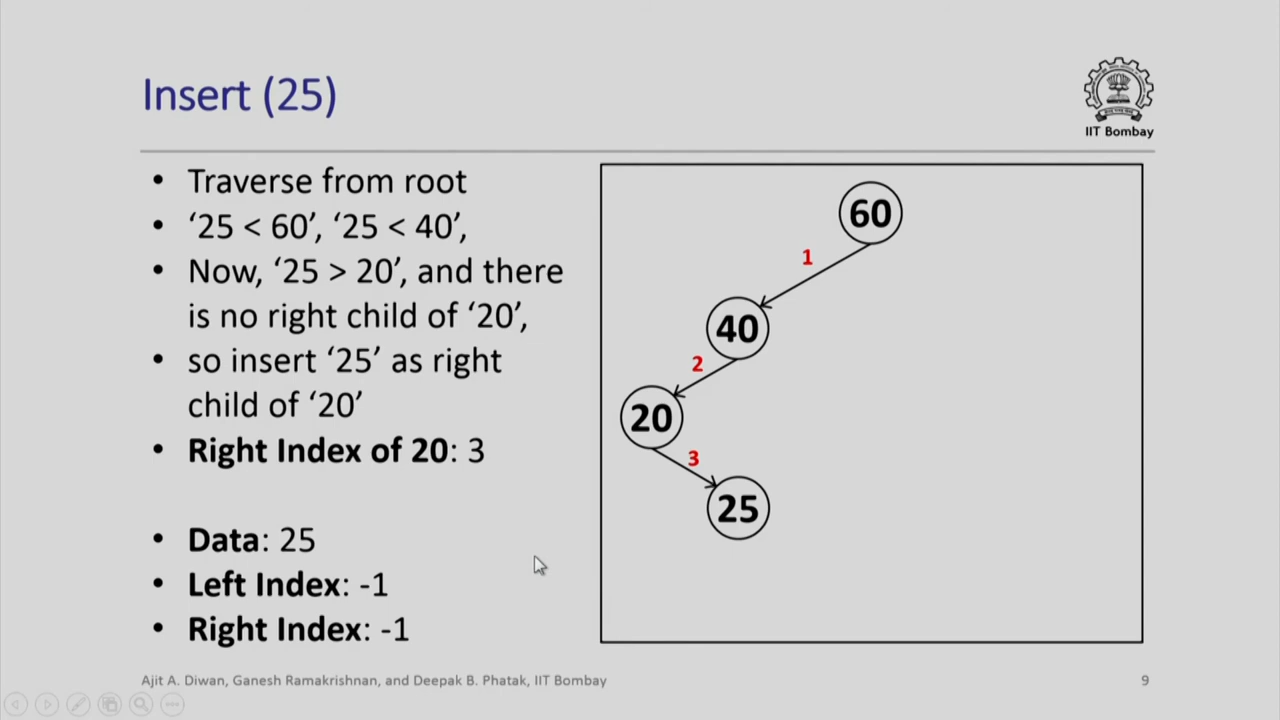 Insert (25)
IIT Bombay
• Traverse from root
• ‘25 < 60’, ‘25 < 40’,
• Now, ‘25 > 20’, and there
is no right child of ‘20’,
• so insert ‘25’ as right
child of ‘20’
• Right Index of 20: 3
• Data: 25
• Left Index: -1
• Right Index: -1
60
1
40
2
20
3
25
Ajit A. Diwan, Ganesh Ramakrishnan, and Deepak B. Phatak, IIT Bombay
9